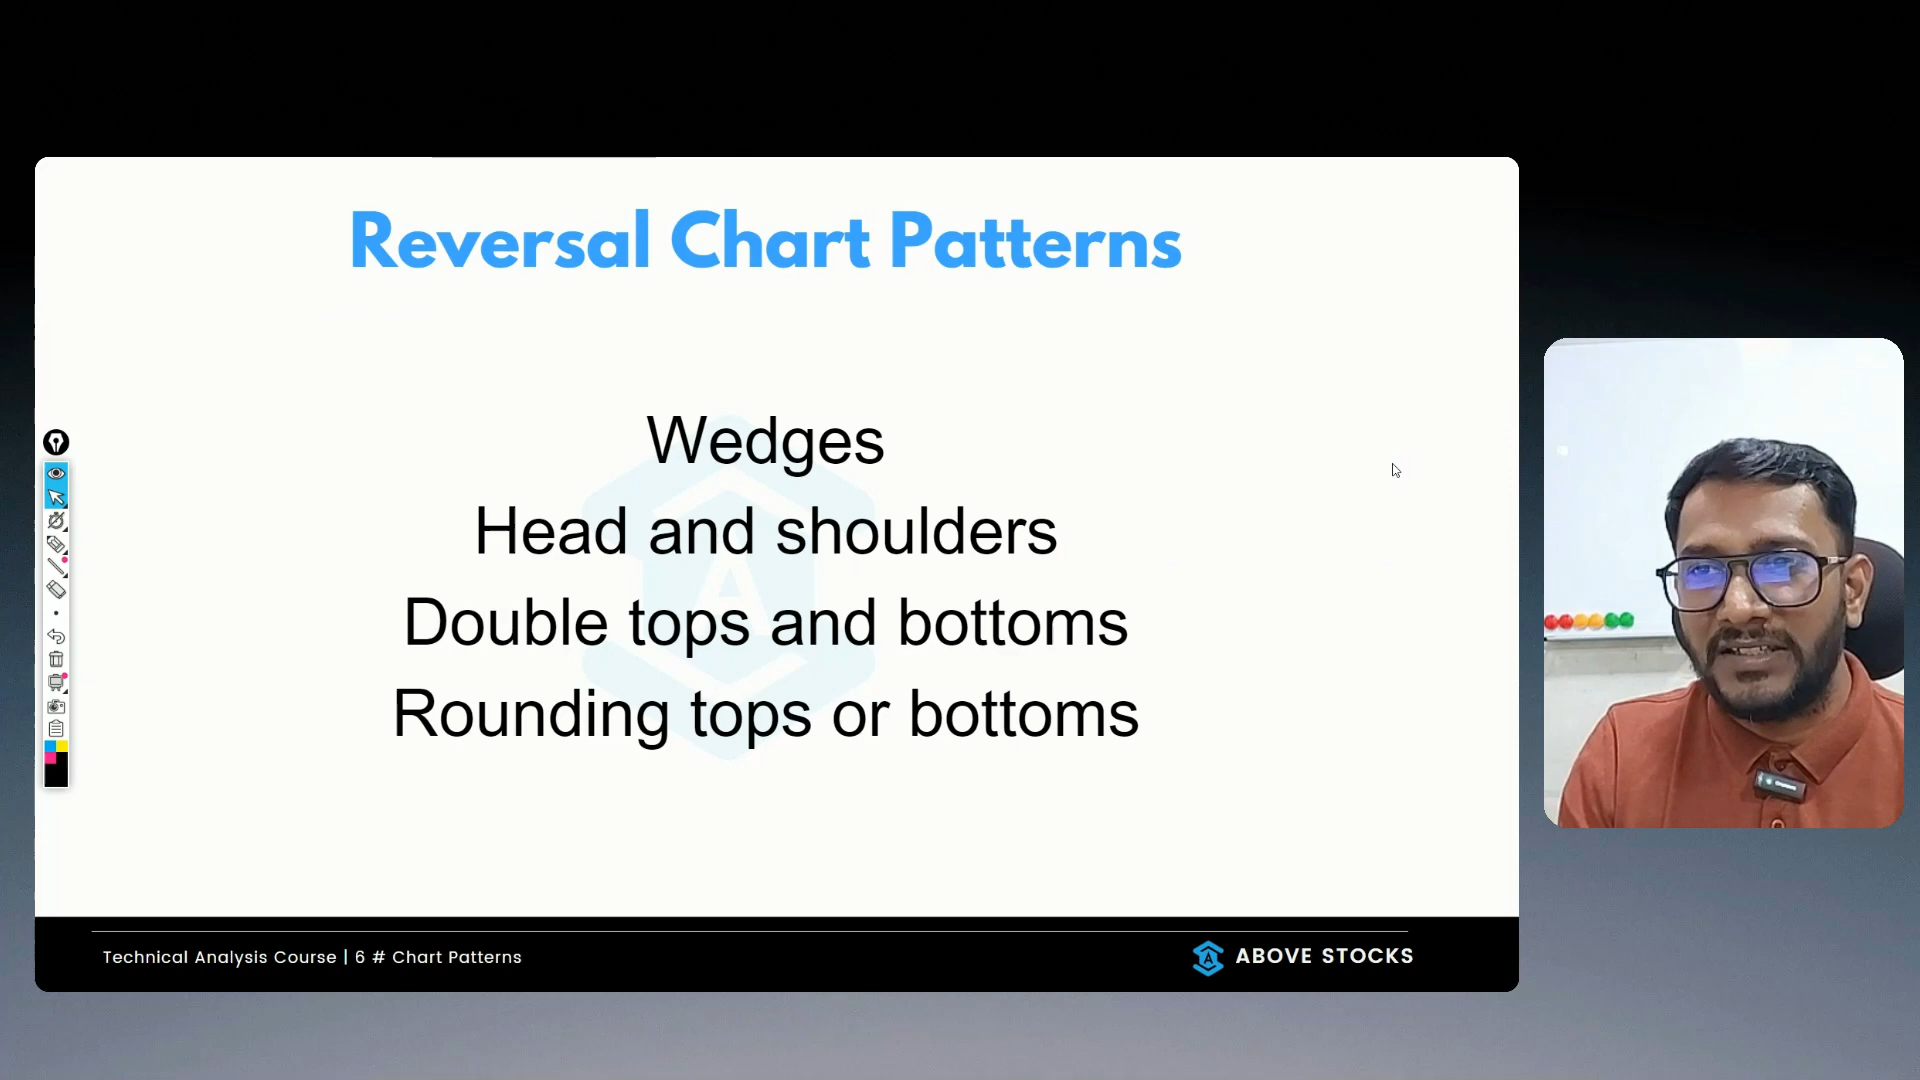 Reversal Chart Patterns
Wedges
Head and shoulders
Double tops and bottoms
Rounding tops or bottoms
Technical Analysis Course | 6 # Chart Patterns
ABOVE STOCKS